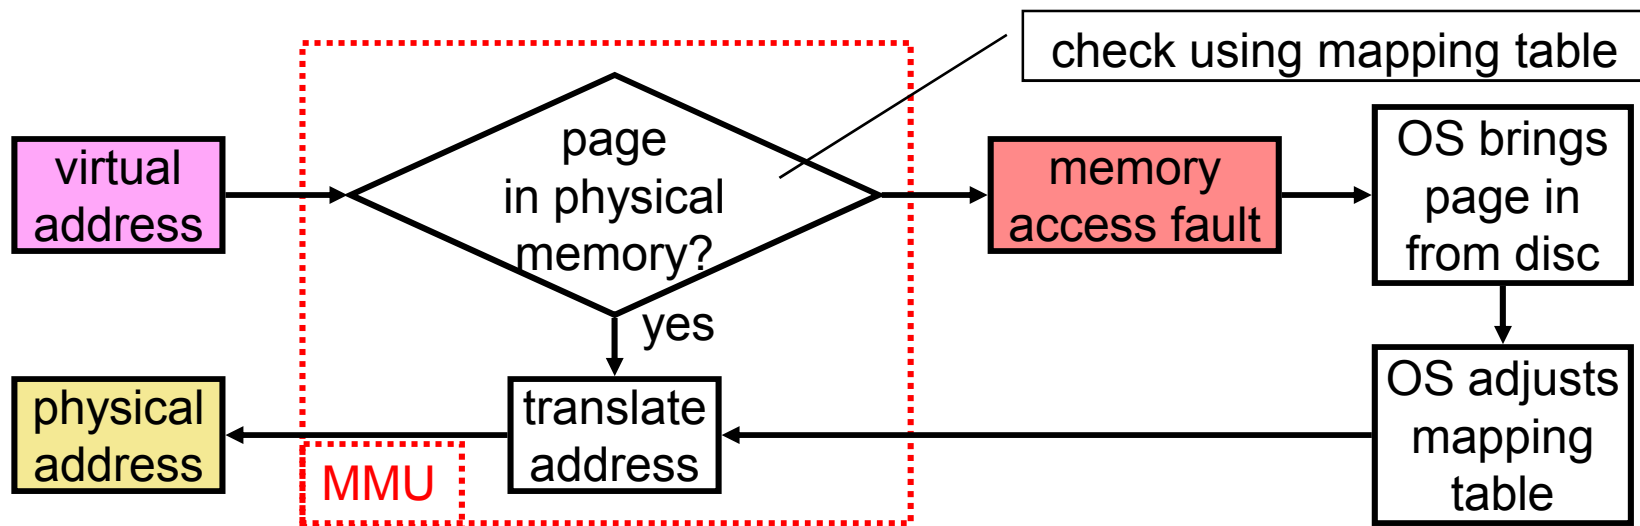 check using mapping table
virtual
address
page
in physical
memory?
memory
access fault
OS brings
page in
from disc
yes
physical
address
translate
address
OS adjusts
mapping
table
MMU